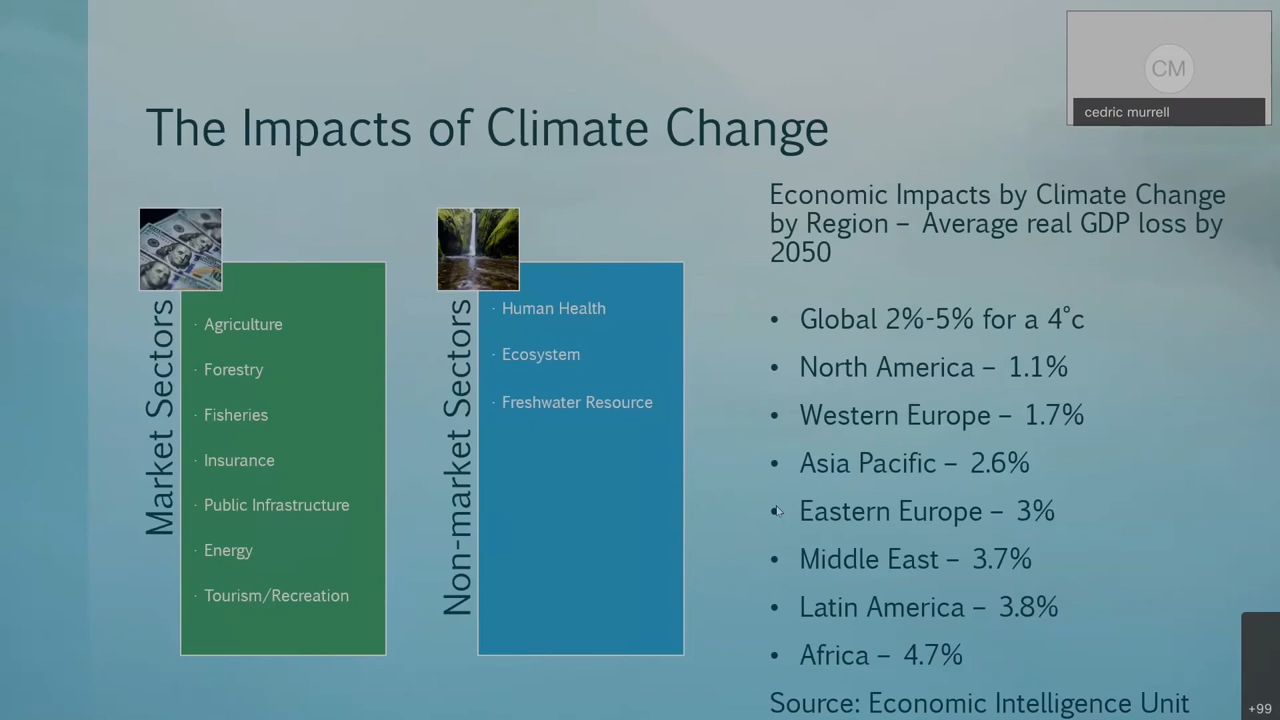 CM
cedric murrell
The Impacts of Climate Change
Market Sectors
· Agriculture
· Forestry
· Fisheries
· Insurance
· Public Infrastructure
· Energy
· Tourism/Recreation
Non-market Sectors
· Human Health
· Ecosystem
· Freshwater Resource
Economic Impacts by Climate Change
by Region – Average real GDP loss by
2050
• Global 2%-5% for a 4°c
• North America – 1.1%
• Western Europe – 1.7%
• Asia Pacific – 2.6%
• Eastern Europe – 3%
• Middle East – 3.7%
• Latin America – 3.8%
• Africa – 4.7%
Source: Economic Intelligence Unit
+99